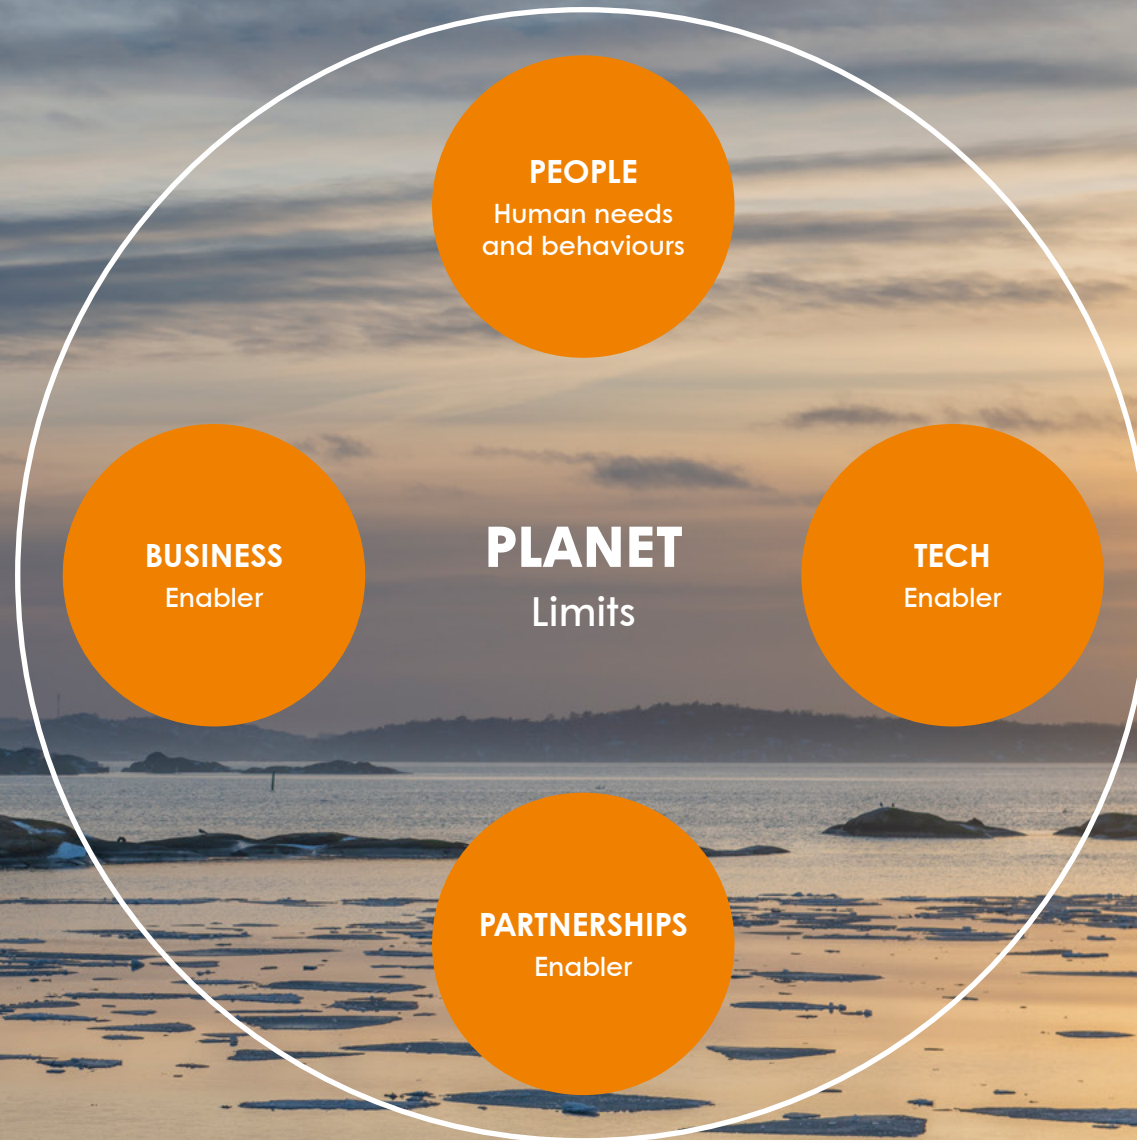 PEOPLE
Human needs
and behaviours
BUSINESS
Enabler
PLANET
Limits
TECH
Enabler
PARTNERSHIPS
Enabler